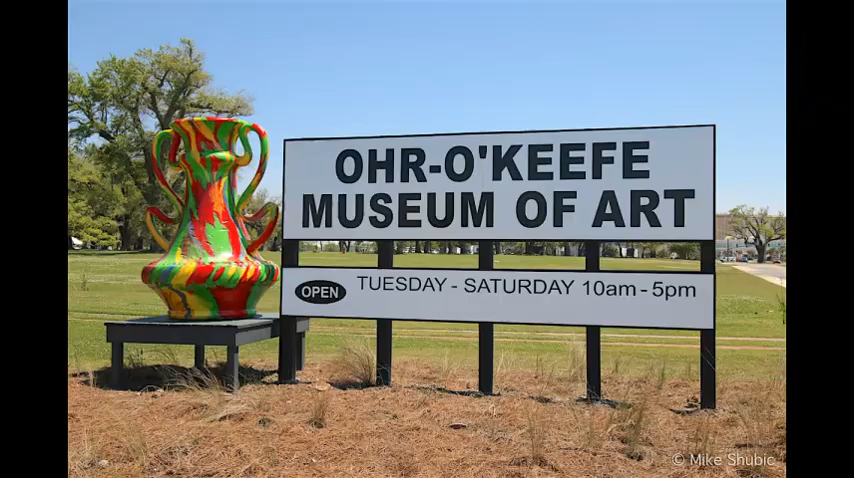 OHR-O'KEEFE
MUSEUM OF ART
OPEN
TUESDAY - SATURDAY 10am - 5pm
© Mike Shubic